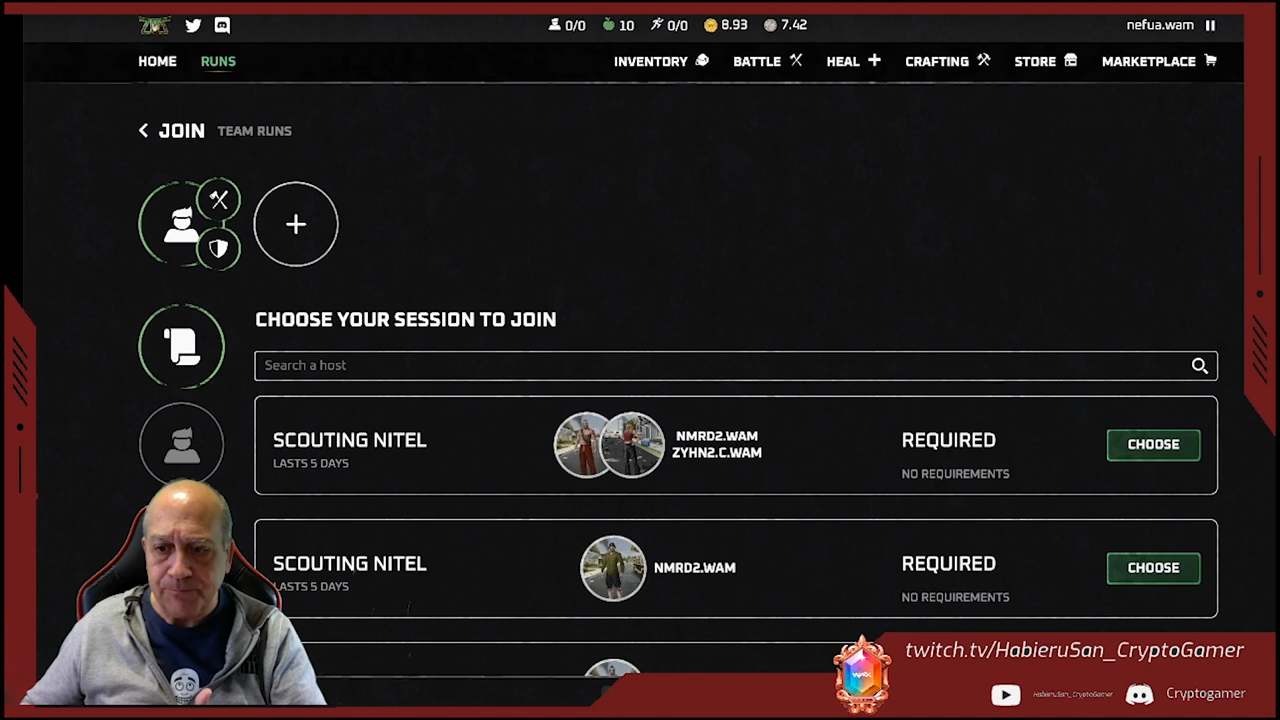 0/0 10 0/0 8.93 7.42 nefua.wam
HOME RUNS INVENTORY BATTLE HEAL CRAFTING STORE MARKETPLACE
JOIN TEAM RUNS
CHOOSE YOUR SESSION TO JOIN
Search a host
SCOUTING NITEL
LASTS 5 DAYS
NMRD2.WAM
ZYHN2.C.WAM
REQUIRED
NO REQUIREMENTS
CHOOSE
SCOUTING NITEL
LASTS 5 DAYS
NMRD2.WAM
REQUIRED
NO REQUIREMENTS
CHOOSE
twitch.tv/HabieruSan_CryptoGamer
HabieruSan_CryptoGamer
Cryptogamer